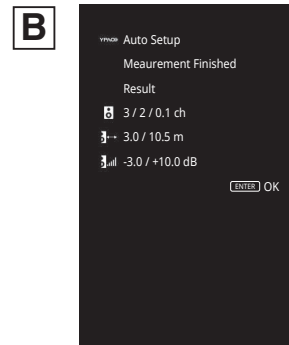 B
YPAO Auto Setup
Meaurement Finished
Result
3 / 2 / 0.1 ch
3.0 / 10.5 m
-3.0 / +10.0 dB
ENTER OK